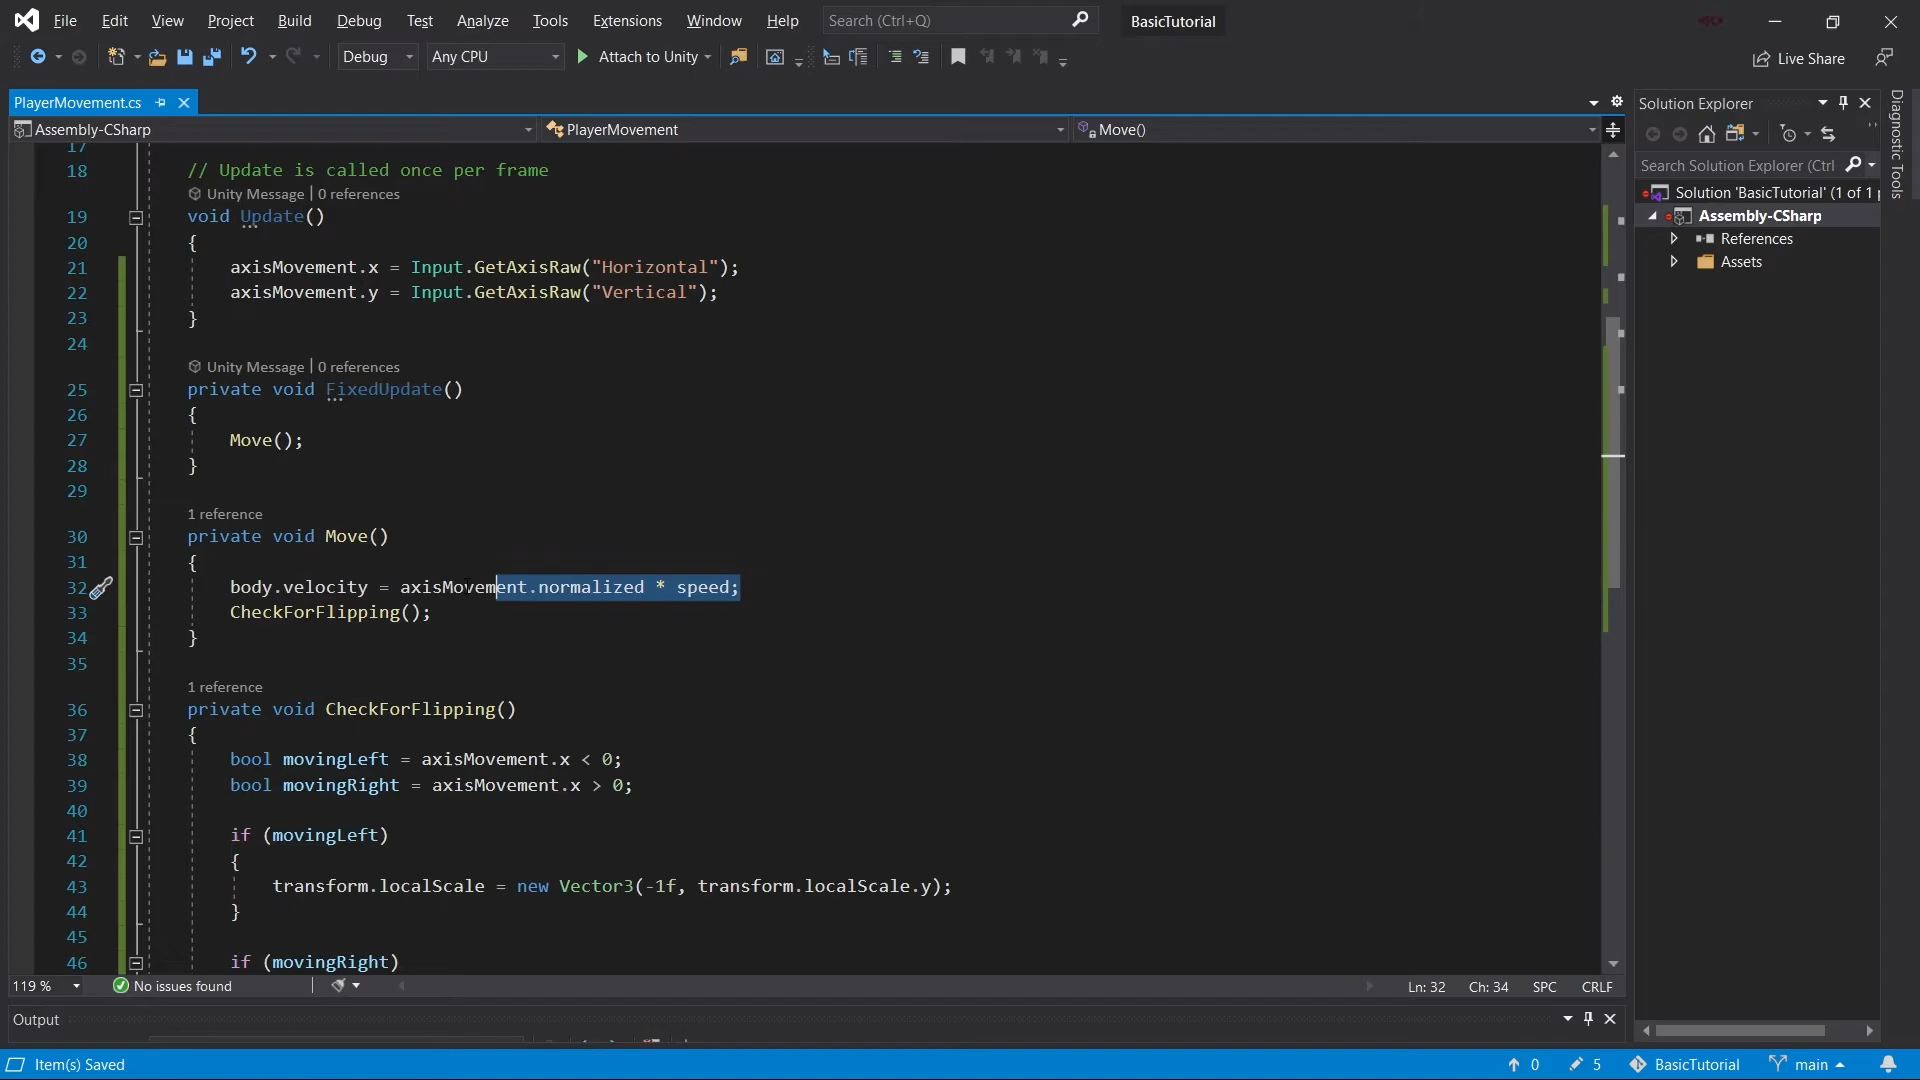 File Edit View Project Build Debug Test Analyze Tools Extensions Window Help Search (Ctrl+Q) BasicTutorial
Debug Any CPU Attach to Unity Live Share
PlayerMovement.cs
Assembly-CSharp PlayerMovement Move()
17
18 // Update is called once per frame
Unity Message | 0 references
19 void Update()
20 {
21 axisMovement.x = Input.GetAxisRaw("Horizontal");
22 axisMovement.y = Input.GetAxisRaw("Vertical");
23 }
24
Unity Message | 0 references
25 private void FixedUpdate()
26 {
27 Move();
28 }
29
1 reference
30 private void Move()
31 {
32 body.velocity = axisMovement.normalized * speed;
33 CheckForFlipping();
34 }
35
1 reference
36 private void CheckForFlipping()
37 {
38 bool movingLeft = axisMovement.x < 0;
39 bool movingRight = axisMovement.x > 0;
40
41 if (movingLeft)
42 {
43 transform.localScale = new Vector3(-1f, transform.localScale.y);
44 }
45
46 if (movingRight)
119 % No issues found Ln: 32 Ch: 34 SPC CRLF
Output
Item(s) Saved 0 5 BasicTutorial main
Solution Explorer
Search Solution Explorer (Ctrl
Solution 'BasicTutorial' (1 of 1 p
Assembly-CSharp
References
Assets
Diagnostic Tools